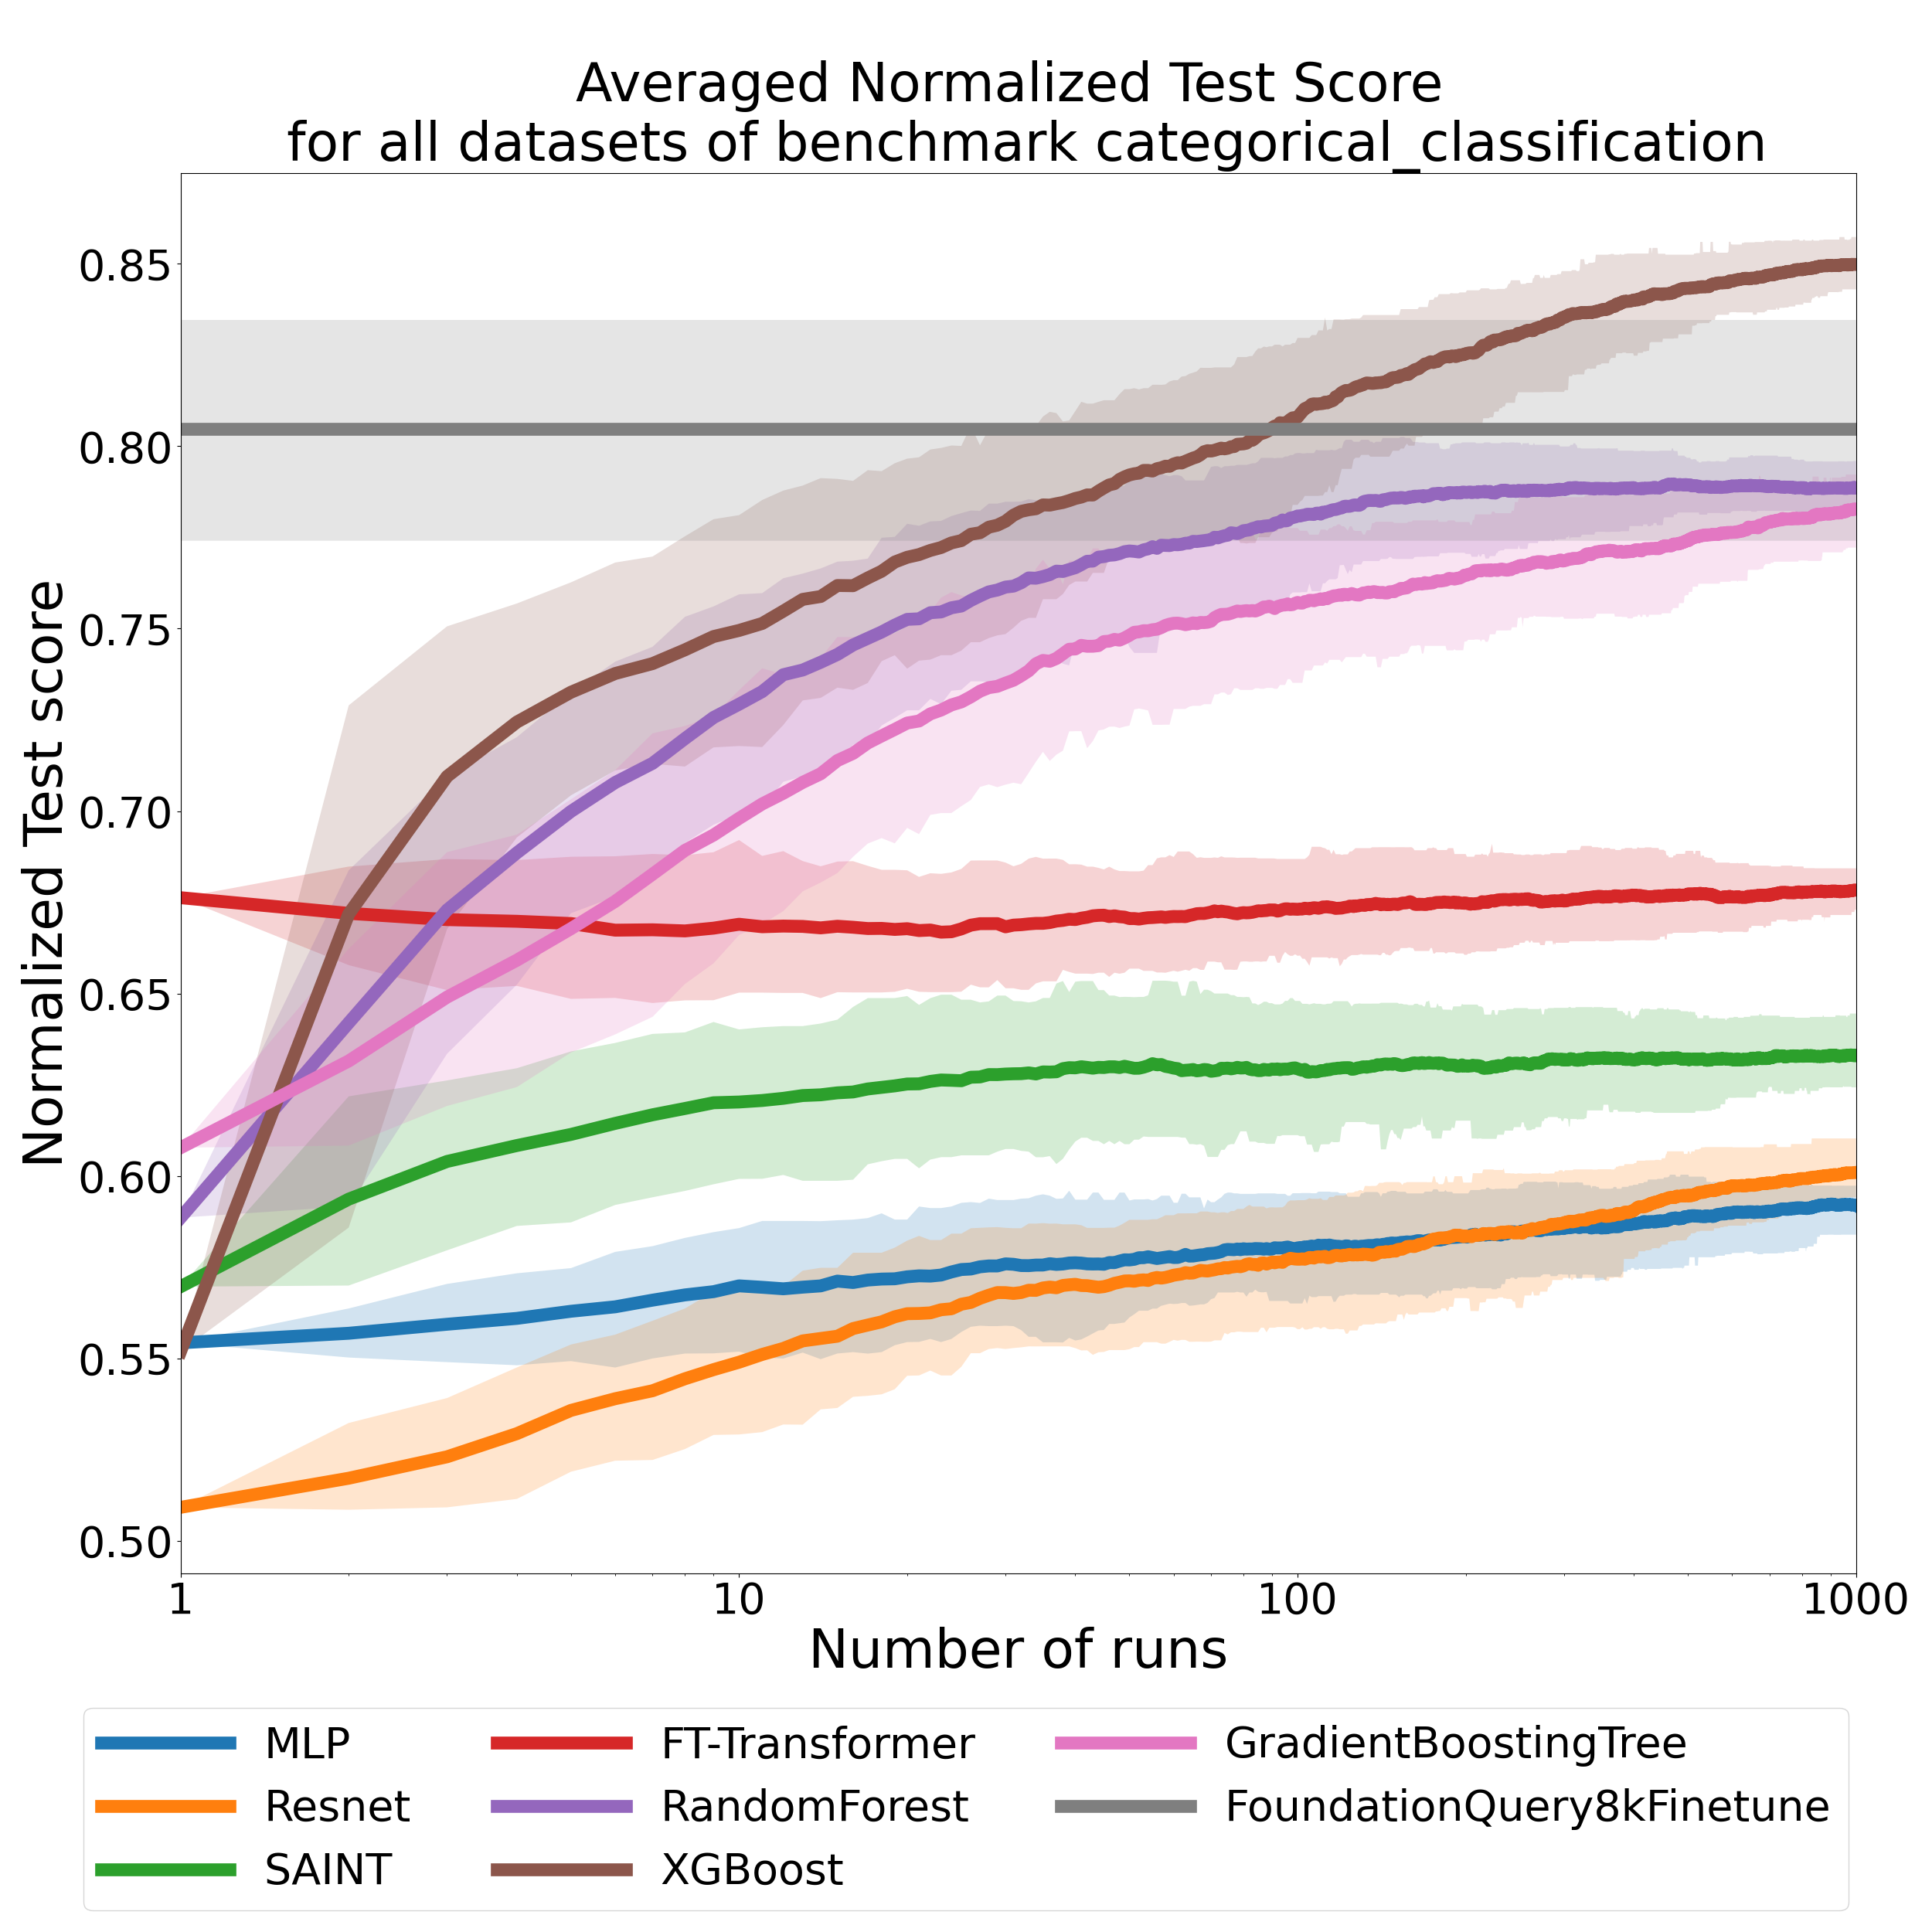 Averaged Normalized Test Score
for all datasets of benchmark categorical_classification
Normalized Test score
0.85
0.80
0.75
0.70
0.65
0.60
0.55
0.50
1
10
100
1000
Number of runs
MLP
Resnet
SAINT
FT-Transformer
RandomForest
XGBoost
GradientBoostingTree
FoundationQuery8kFinetune